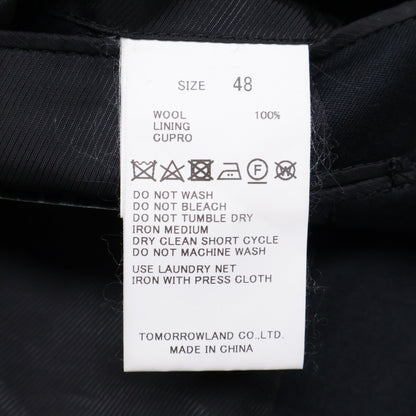 SIZE 48
WOOL 100%
LINING
CUPRO
DO NOT WASH
DO NOT BLEACH
DO NOT TUMBLE DRY
IRON MEDIUM
DRY CLEAN SHORT CYCLE
DO NOT MACHINE WASH
USE LAUNDRY NET
IRON WITH PRESS CLOTH
TOMORROWLAND CO.,LTD.
MADE IN CHINA